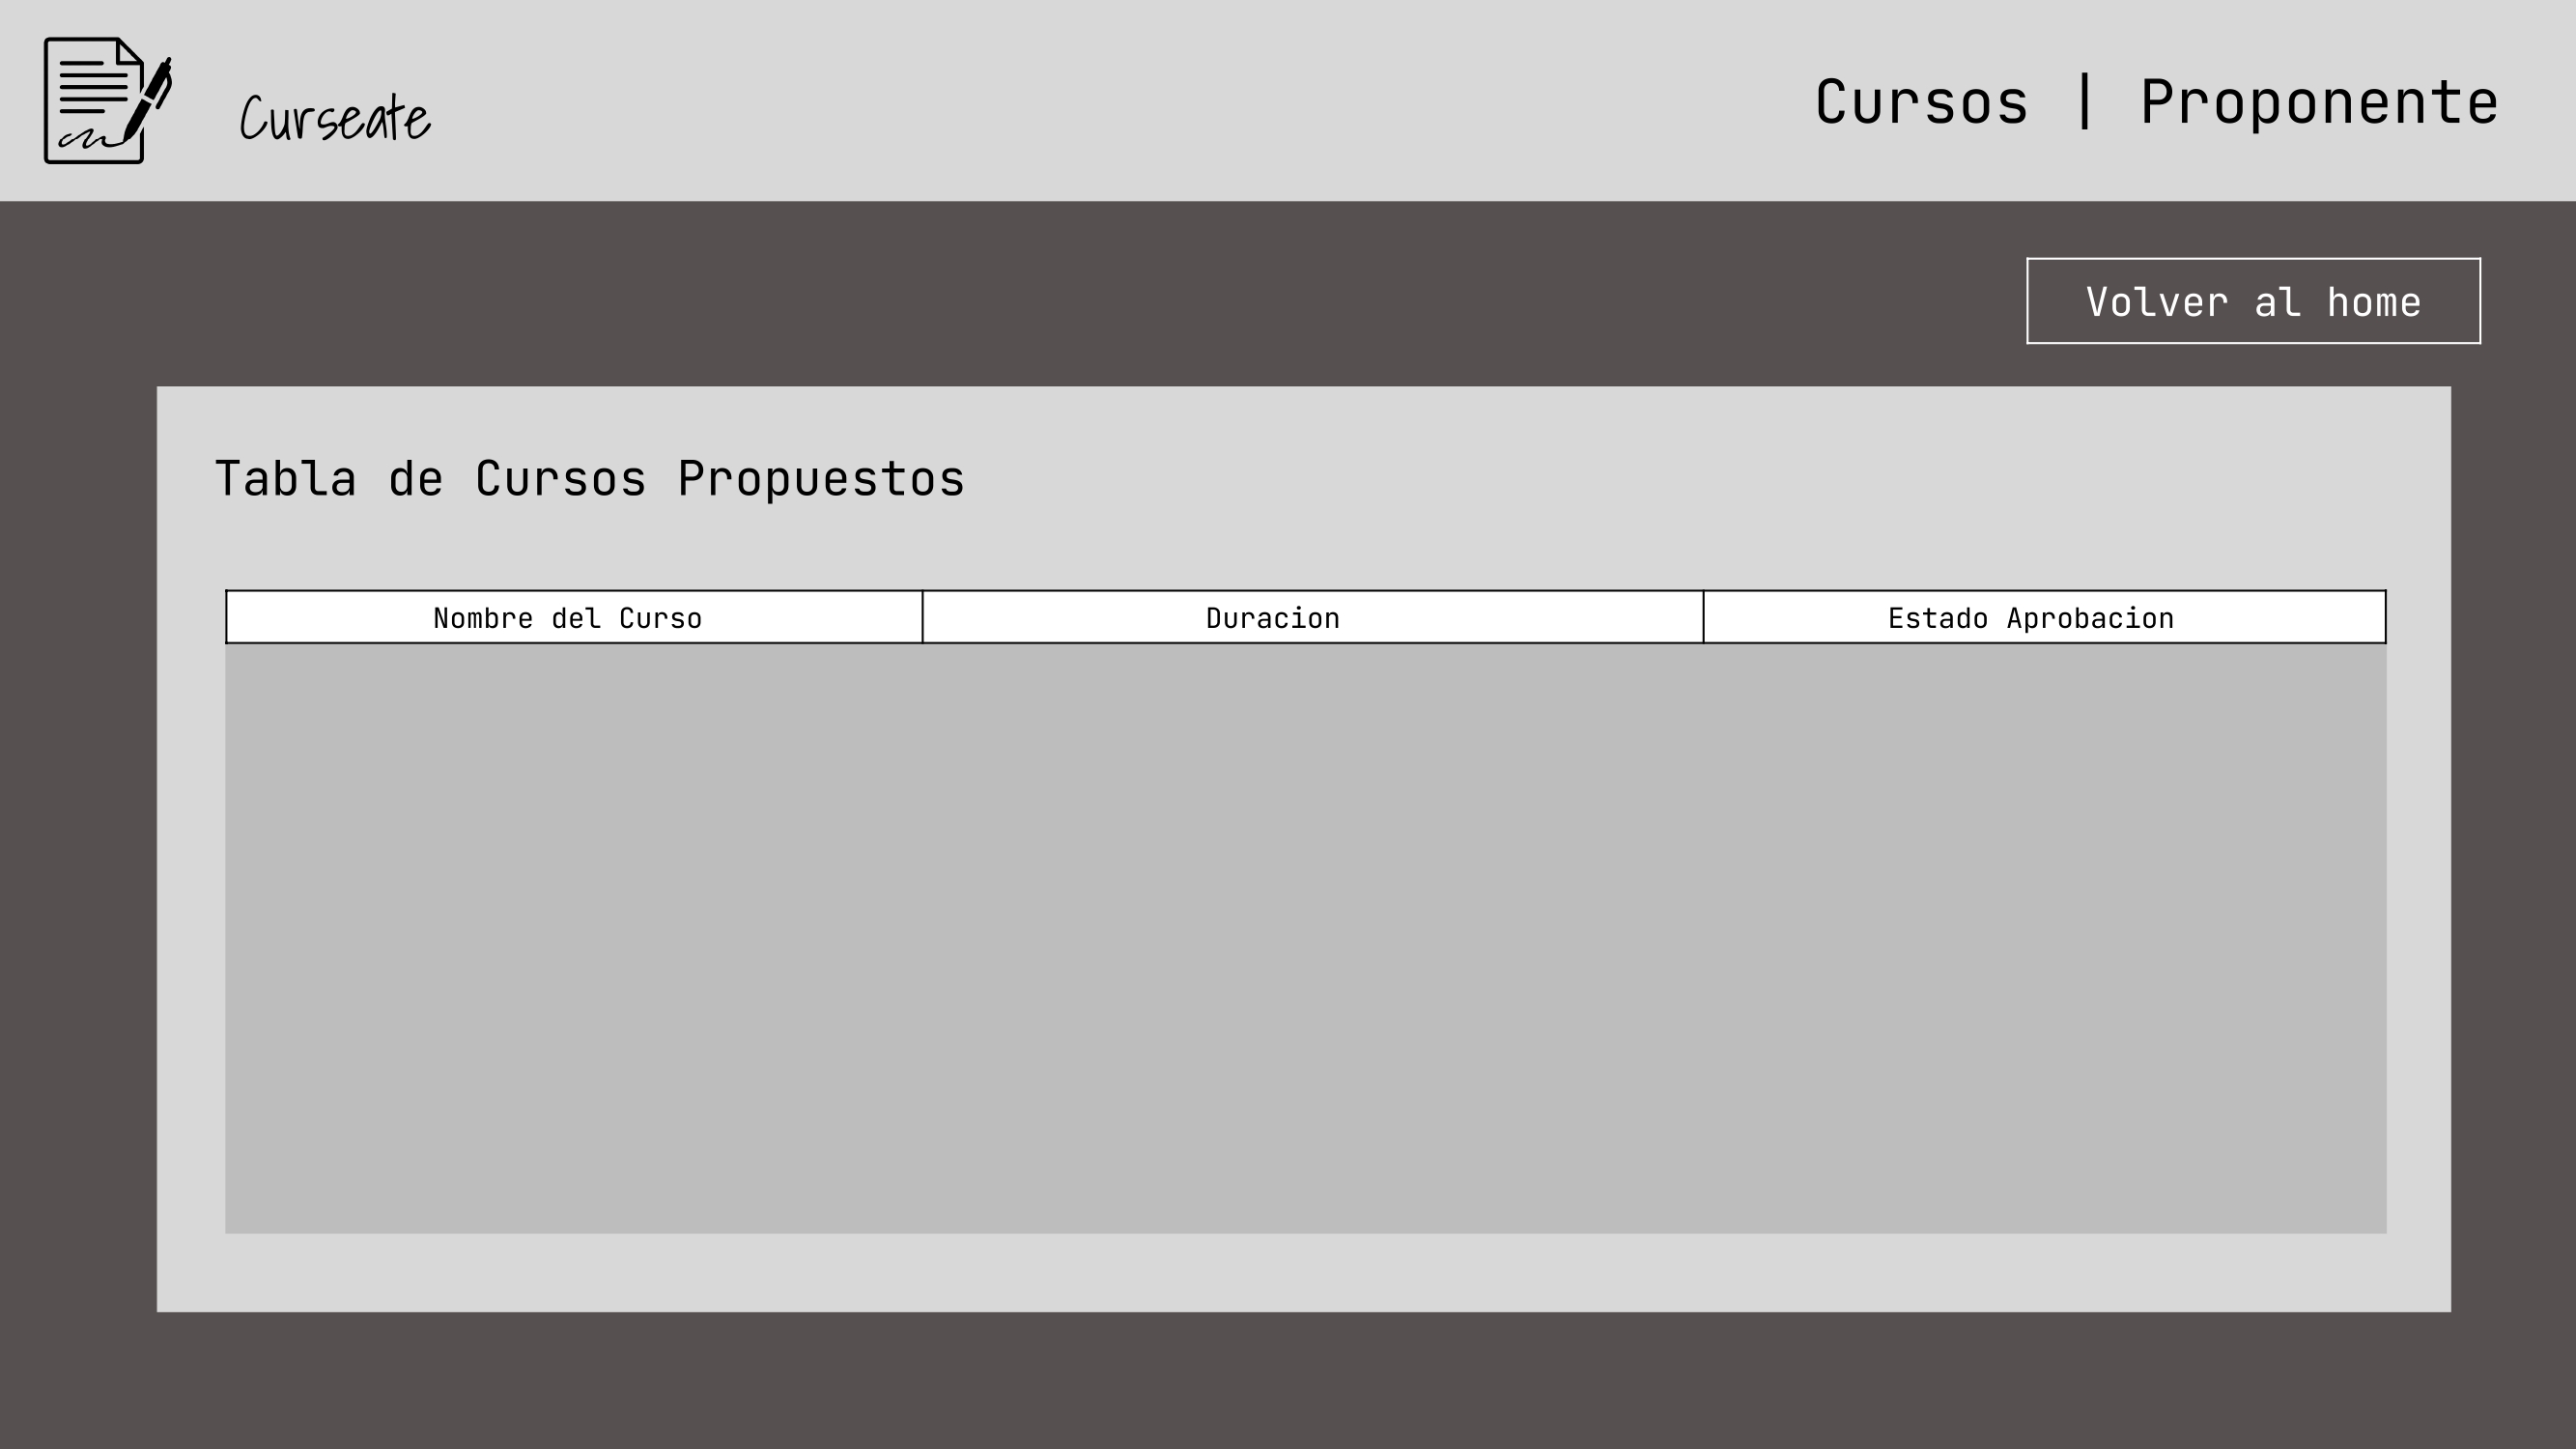 Curseate
Cursos | Proponente
Volver al home
Tabla de Cursos Propuestos
Nombre del Curso
Duracion
Estado Aprobacion